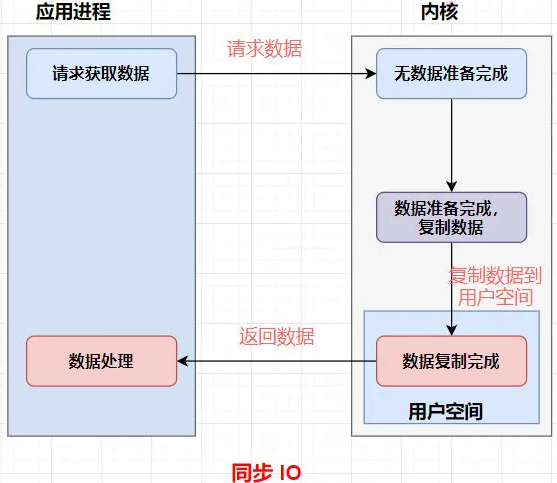 应用进程
内核
请求获取数据
请求数据
无数据准备完成
数据准备完成,
复制数据
复制数据到
用户空间
数据处理
返回数据
数据复制完成
用户空间
同步 IO